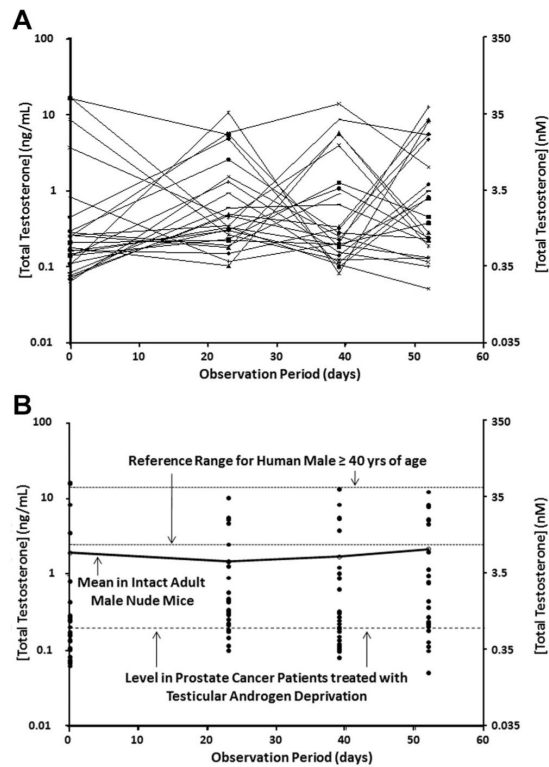 A
[Total Testosterone] (ng/mL)
100
10
1
0.1
0.01
[Total Testosterone] (nM)
350
35
3.5
0.35
0.035
0 10 20 30 40 50 60
Observation Period (days)
B
[Total Testosterone] (ng/mL)
100
10
1
0.1
0.01
[Total Testosterone] (nM)
350
35
3.5
0.35
0.035
Reference Range for Human Male ≥ 40 yrs of age
Mean in Intact Adult
Male Nude Mice
Level in Prostate Cancer Patients treated with
Testicular Androgen Deprivation
0 10 20 30 40 50 60
Observation Period (days)